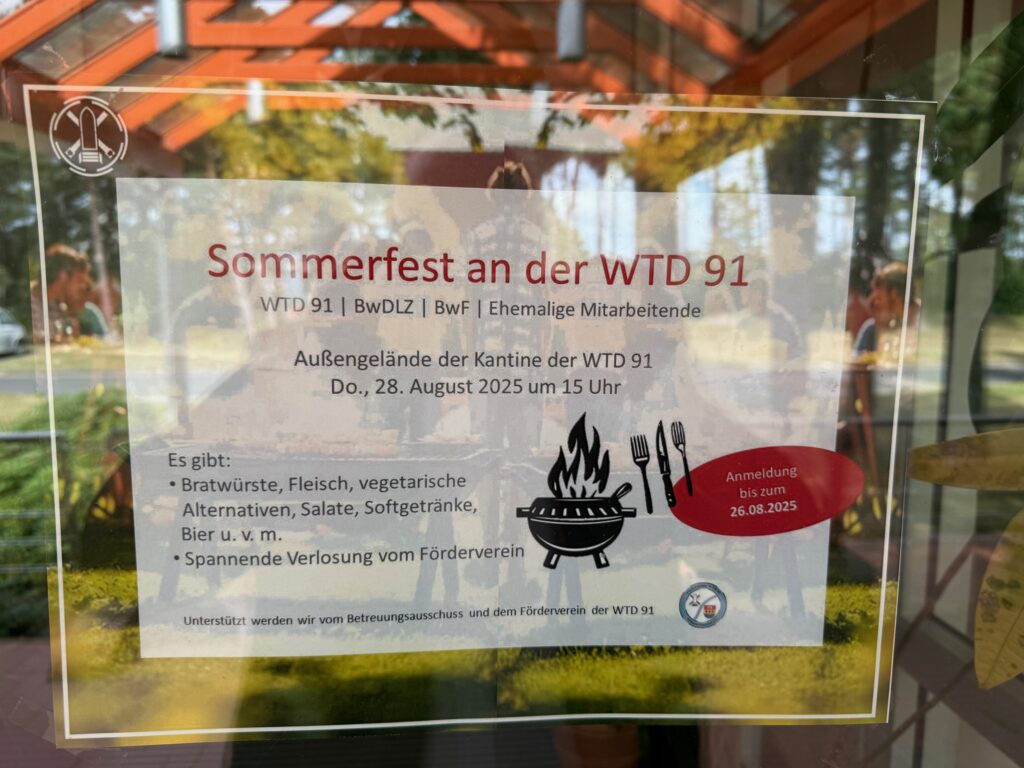 Sommerfest an der WTD 91
WTD 91 | BwDLZ | BwF | Ehemalige Mitarbeitende
Außengelände der Kantine der WTD 91
Do., 28. August 2025 um 15 Uhr
Es gibt:
• Bratwürste, Fleisch, vegetarische
Alternativen, Salate, Softgetränke,
Bier u. v. m.
• Spannende Verlosung vom Förderverein
Anmeldung
bis zum
26.08.2025
Unterstützt werden wir vom Betreuungsausschuss und dem Förderverein der WTD 91